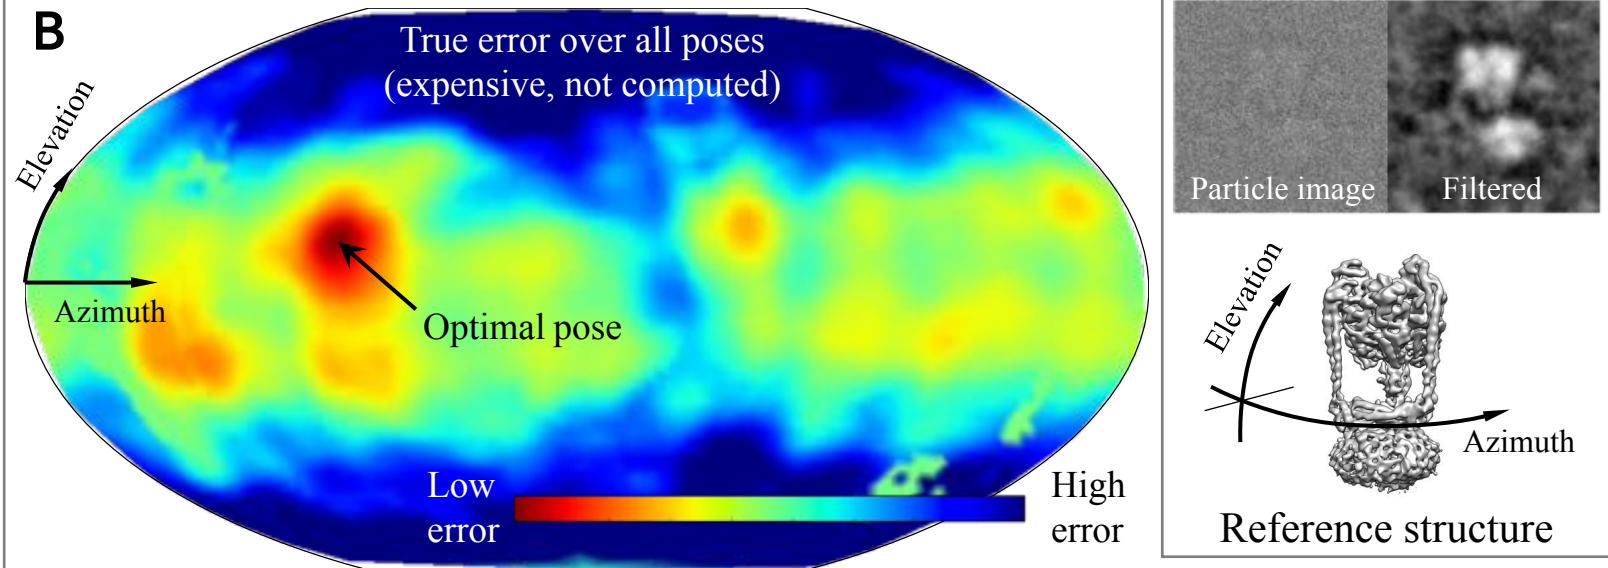 B
True error over all poses
(expensive, not computed)
Elevation
Azimuth
Optimal pose
Low
error
High
error
Particle image
Filtered
Elevation
Azimuth
Reference structure